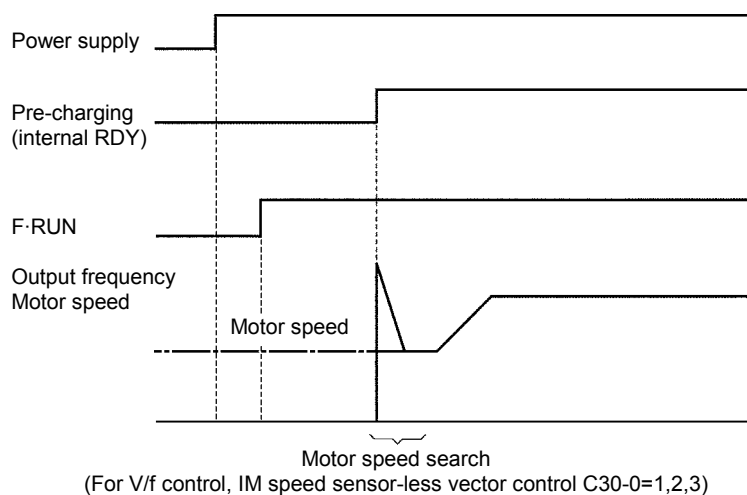 Power supply
Pre-charging
(internal RDY)
F·RUN
Output frequency
Motor speed
Motor speed
Motor speed search
(For V/f control, IM speed sensor-less vector control C30-0=1,2,3)